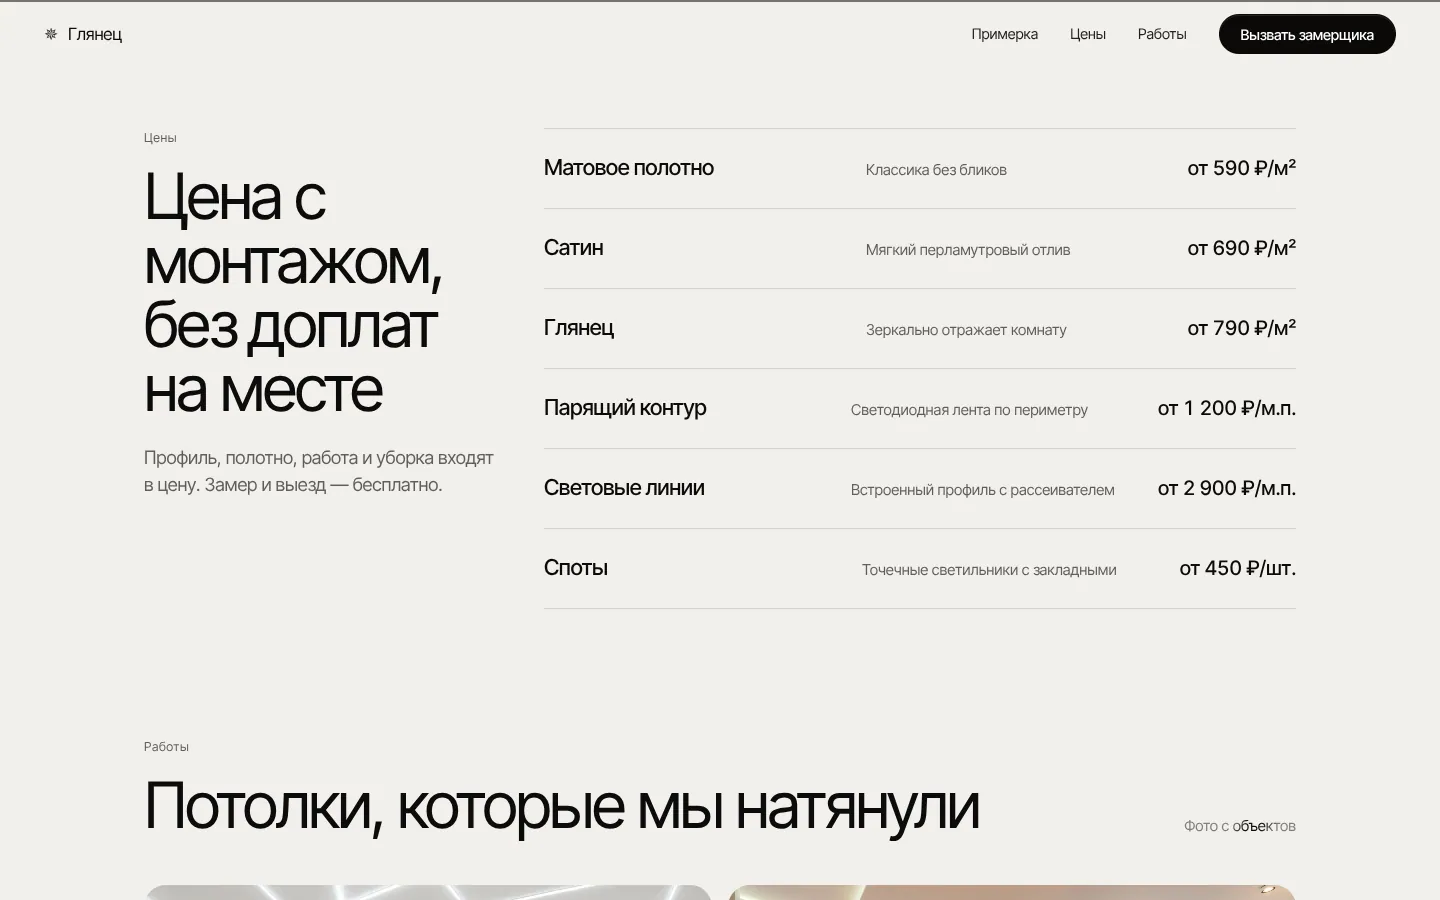 Глянец
Примерка
Цены
Работы
Вызвать замерщика
Цены
Цена с
монтажом,
без доплат
на месте
Профиль, полотно, работа и уборка входят
в цену. Замер и выезд — бесплатно.
Матовое полотно Классика без бликов от 590 ₽/м²
Сатин Мягкий перламутровый отлив от 690 ₽/м²
Глянец Зеркально отражает комнату от 790 ₽/м²
Парящий контур Светодиодная лента по периметру от 1 200 ₽/м.п.
Световые линии Встроенный профиль с рассеивателем от 2 900 ₽/м.п.
Споты Точечные светильники с закладными от 450 ₽/шт.
Работы
Потолки, которые мы натянули
Фото с объектов